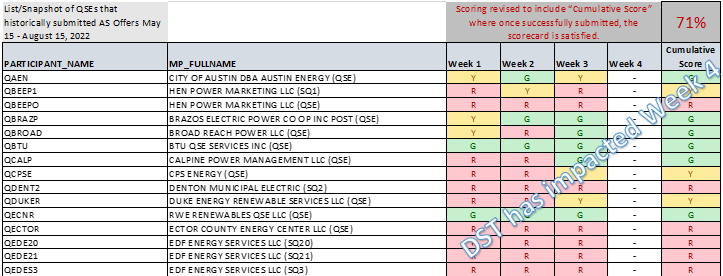 List/Snapshot of QSEs that
historically submitted AS Offers May
15 - August 15, 2022
Scoring revised to include "Cumulative Score"
where once successfully submitted, the
scorecard is satisfied.
71%
PARTICIPANT_NAME MP_FULLNAME Week 1 Week 2 Week 3 Week 4 Cumulative Score
QAEN CITY OF AUSTIN DBA AUSTIN ENERGY (QSE) Y G Y - G
QBEEP1 HEN POWER MARKETING LLC (SQ1) R Y R - Y
QBEEPO HEN POWER MARKETING LLC (QSE) R R R - R
QBRAZP BRAZOS ELECTRIC POWER CO OP INC POST (QSE) Y G G - G
QBROAD BROAD REACH POWER LLC (QSE) Y R G - G
QBTU BTU QSE SERVICES INC (QSE) G G G - G
QCALP CALPINE POWER MANAGEMENT LLC (QSE) R R G - G
QCPSE CPS ENERGY (QSE) R R Y - Y
QDENT2 DENTON MUNICIPAL ELECTRIC (SQ2) R R R - R
QDUKER DUKE ENERGY RENEWABLE SERVICES LLC (QSE) R R Y - Y
QECNR RWE RENEWABLES QSE LLC (QSE) G G G - G
QECTOR ECTOR COUNTY ENERGY CENTER LLC (QSE) R R R - R
QEDE20 EDF ENERGY SERVICES LLC (SQ20) R R R - R
QEDE21 EDF ENERGY SERVICES LLC (SQ21) R R R - R
QEDES3 EDF ENERGY SERVICES LLC (SQ3) R R R - R
DST has impacted Week 4